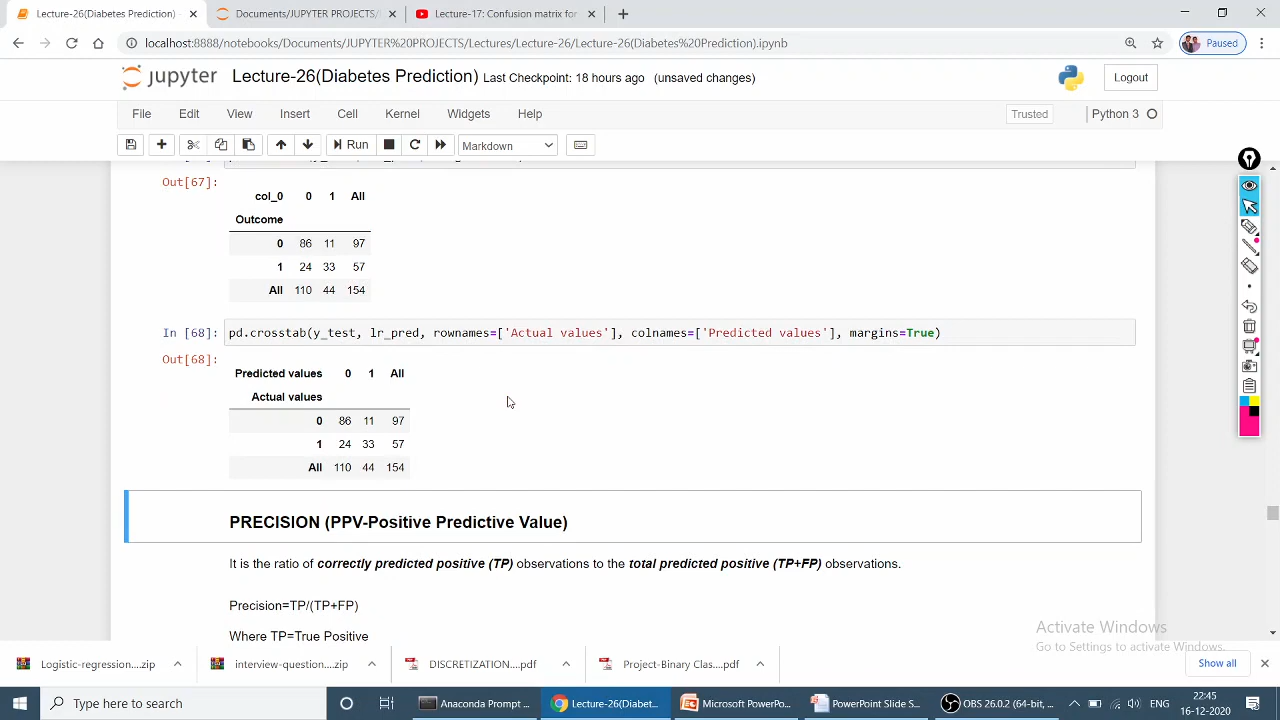 Lecture-26(Diabetes Prediction)
Documents/JUPYTER PROJECTS/
Lecture-17: Confusion matrix for
localhost:8888/notebooks/Documents/JUPYTER%20PROJECTS/Lectures/Lecture-26/Lecture-26(Diabetes%20Prediction).ipynb
Paused
jupyter Lecture-26(Diabetes Prediction) Last Checkpoint: 18 hours ago (unsaved changes)
Logout
File Edit View Insert Cell Kernel Widgets Help
Trusted
Python 3
Run
Markdown
Out[67]:
col_0 0 1 All
Outcome
0 86 11 97
1 24 33 57
All 110 44 154
In [68]: pd.crosstab(y_test, lr_pred, rownames=['Actual values'], colnames=['Predicted values'], margins=True)
Out[68]:
Predicted values 0 1 All
Actual values
0 86 11 97
1 24 33 57
All 110 44 154
PRECISION (PPV-Positive Predictive Value)
It is the ratio of correctly predicted positive (TP) observations to the total predicted positive (TP+FP) observations.
Precision=TP/(TP+FP)
Where TP=True Positive
Activate Windows
Go to Settings to activate Windows.
Logistic-regression....zip
interview-question....zip
DISCRETIZATION....pdf
Project-Binary Clas....pdf
Show all
Type here to search
Anaconda Prompt ...
Lecture-26(Diabet...
Microsoft PowerPo...
PowerPoint Slide S...
OBS 26.0.2 (64-bit, ...
ENG
22:45
16-12-2020